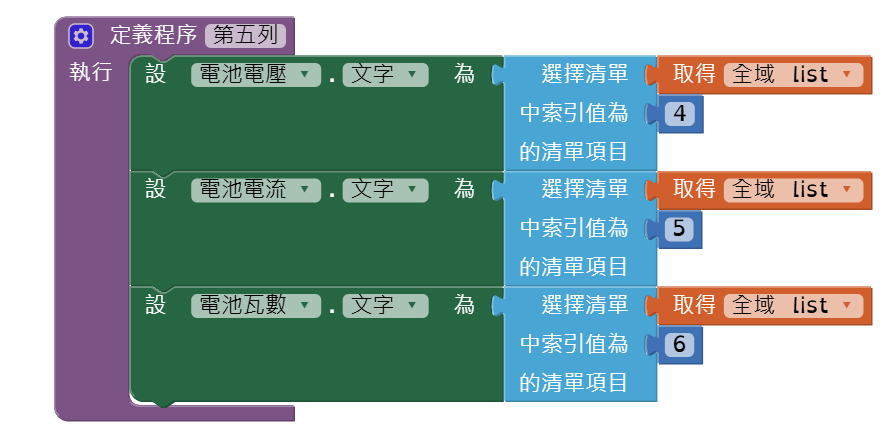 定義程序 第五列
執行 設 電池電壓 . 文字 為 選擇清單 取得 全域 list
中索引值為 4
的清單項目
設 電池電流 . 文字 為 選擇清單 取得 全域 list
中索引值為 5
的清單項目
設 電池瓦數 . 文字 為 選擇清單 取得 全域 list
中索引值為 6
的清單項目